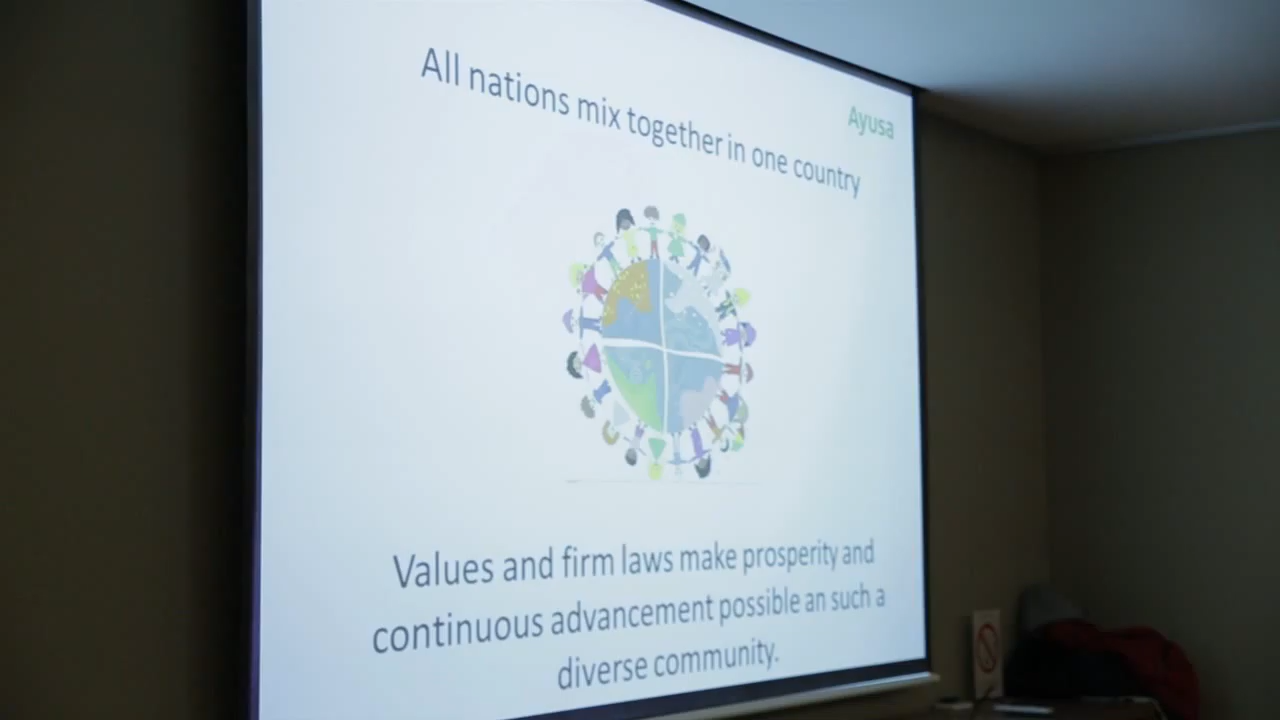 All nations mix together in one country
Ayusa
Values and firm laws make prosperity and
continuous advancement possible an such a
diverse community.